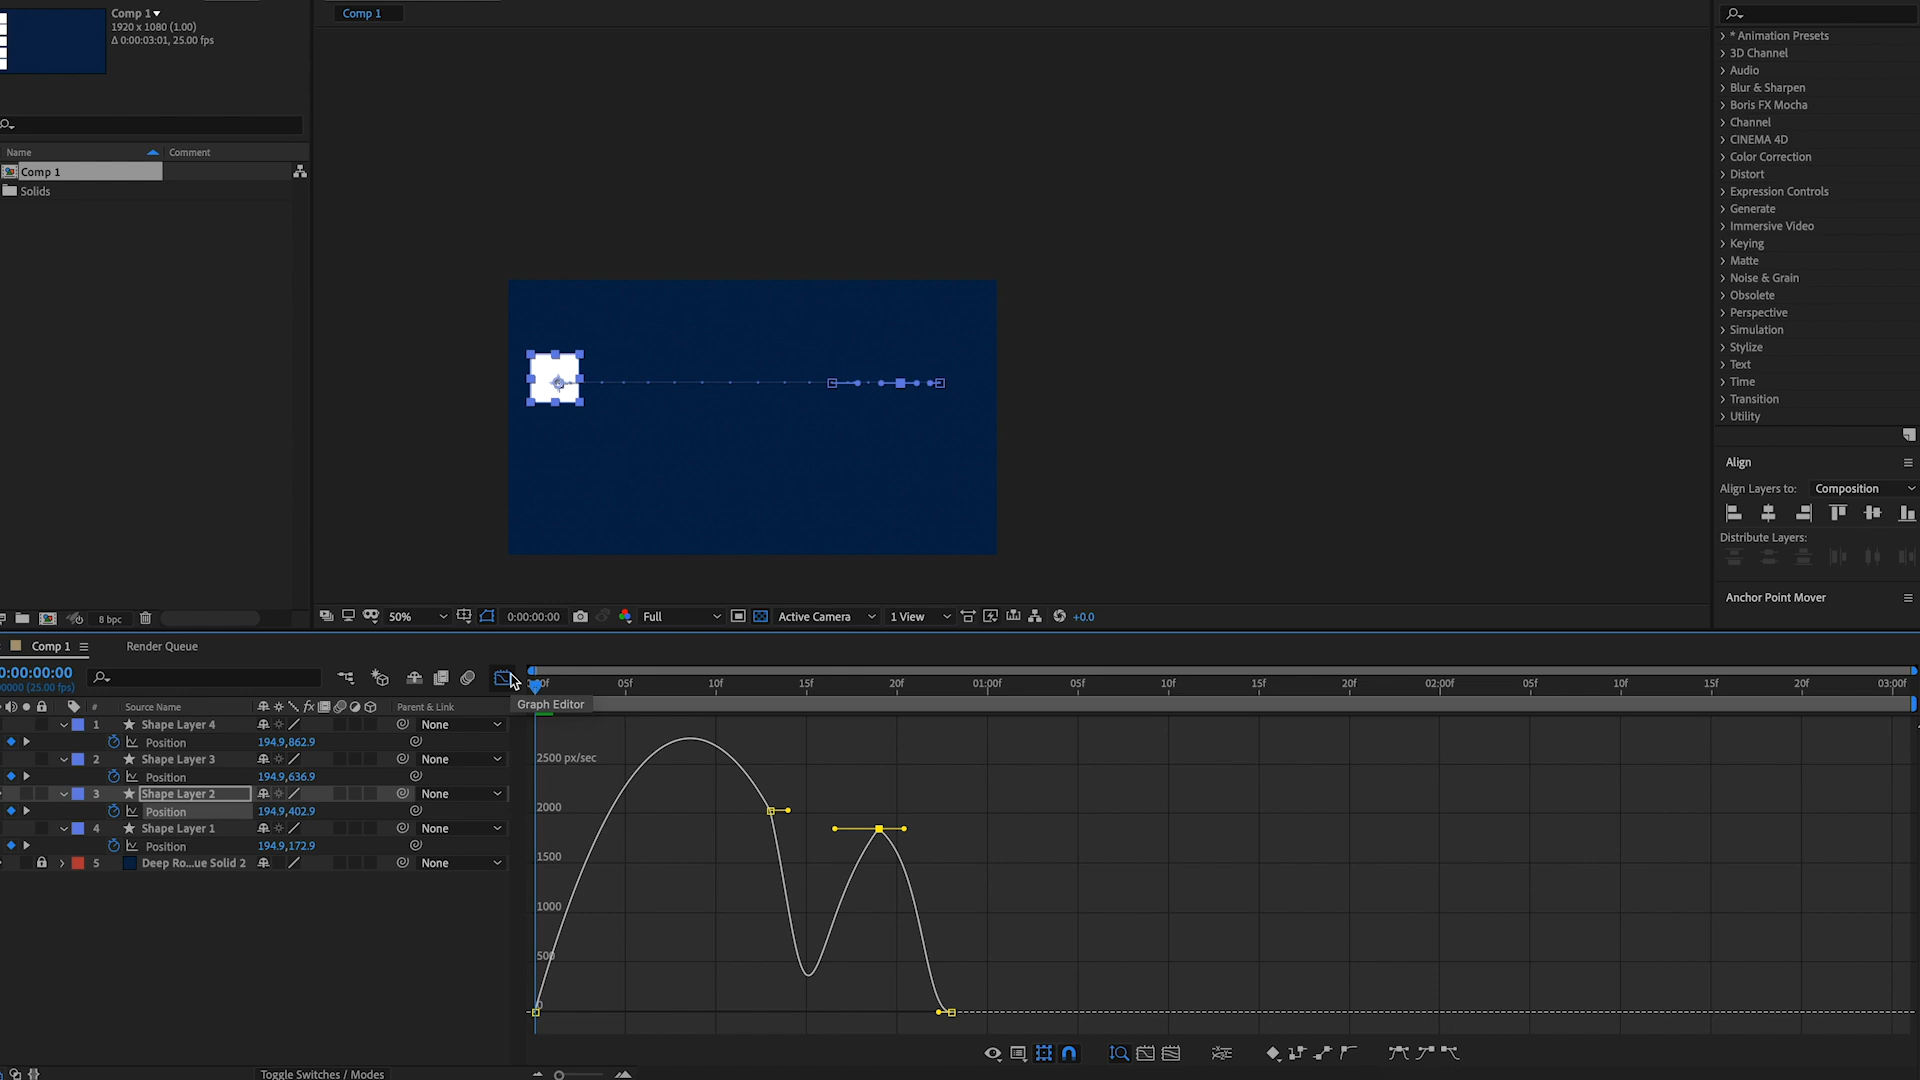 Comp 1
1920 x 1080 (1.00)
Δ 0:00:03:01, 25.00 fps
Name
Comment
Comp 1
Solids
8 bpc
Comp 1
50%
0:00:00:00
Full
Active Camera
1 View
+0.0
* Animation Presets
3D Channel
Audio
Blur & Sharpen
Boris FX Mocha
Channel
CINEMA 4D
Color Correction
Distort
Expression Controls
Generate
Immersive Video
Keying
Matte
Noise & Grain
Obsolete
Perspective
Simulation
Stylize
Text
Time
Transition
Utility
Align
Align Layers to: Composition
Distribute Layers:
Anchor Point Mover
Comp 1
Render Queue
0:00:00:00
(25.00 fps)
05f 10f 15f 20f 01:00f 05f 10f 15f 20f 02:00f 05f 10f 15f 20f 03:00f
Graph Editor
# Source Name fx Parent & Link
1 Shape Layer 4 None
Position 194.9,862.9
2 Shape Layer 3 None
Position 194.9,636.9
3 Shape Layer 2 None
Position 194.9,402.9
4 Shape Layer 1 None
Position 194.9,172.9
5 Deep Ro...ue Solid 2 None
2500 px/sec
2000
1500
1000
500
0
Toggle Switches / Modes